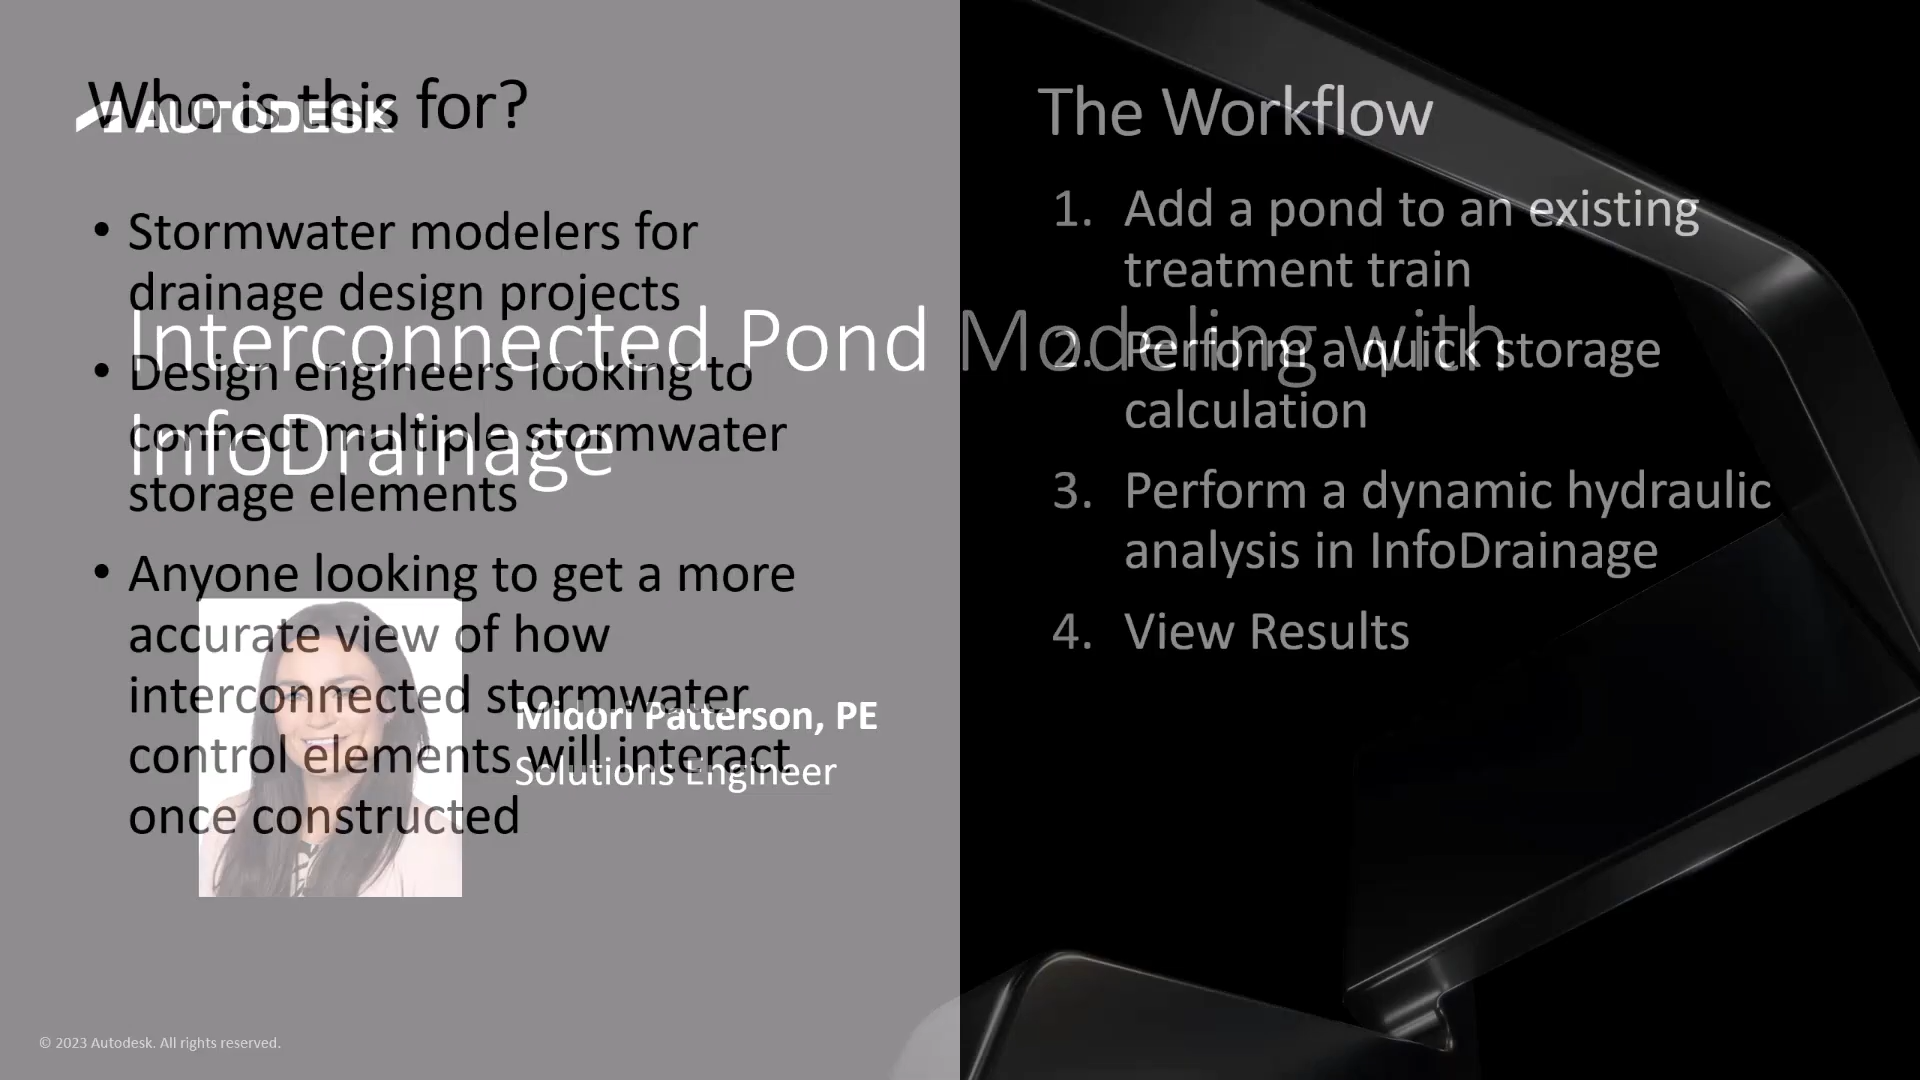 AUTODESK
Interconnected Pond Modeling with
InfoDrainage
Midori Patterson, PE
Solutions Engineer
© 2023 Autodesk. All rights reserved.
Who is this for?
• Stormwater modelers for
drainage design projects
• Design engineers looking to
connect multiple stormwater
storage elements
• Anyone looking to get a more
accurate view of how
interconnected stormwater
control elements will interact
once constructed
The Workflow
1. Add a pond to an existing
treatment train
2. Perform a quick storage
calculation
3. Perform a dynamic hydraulic
analysis in InfoDrainage
4. View Results